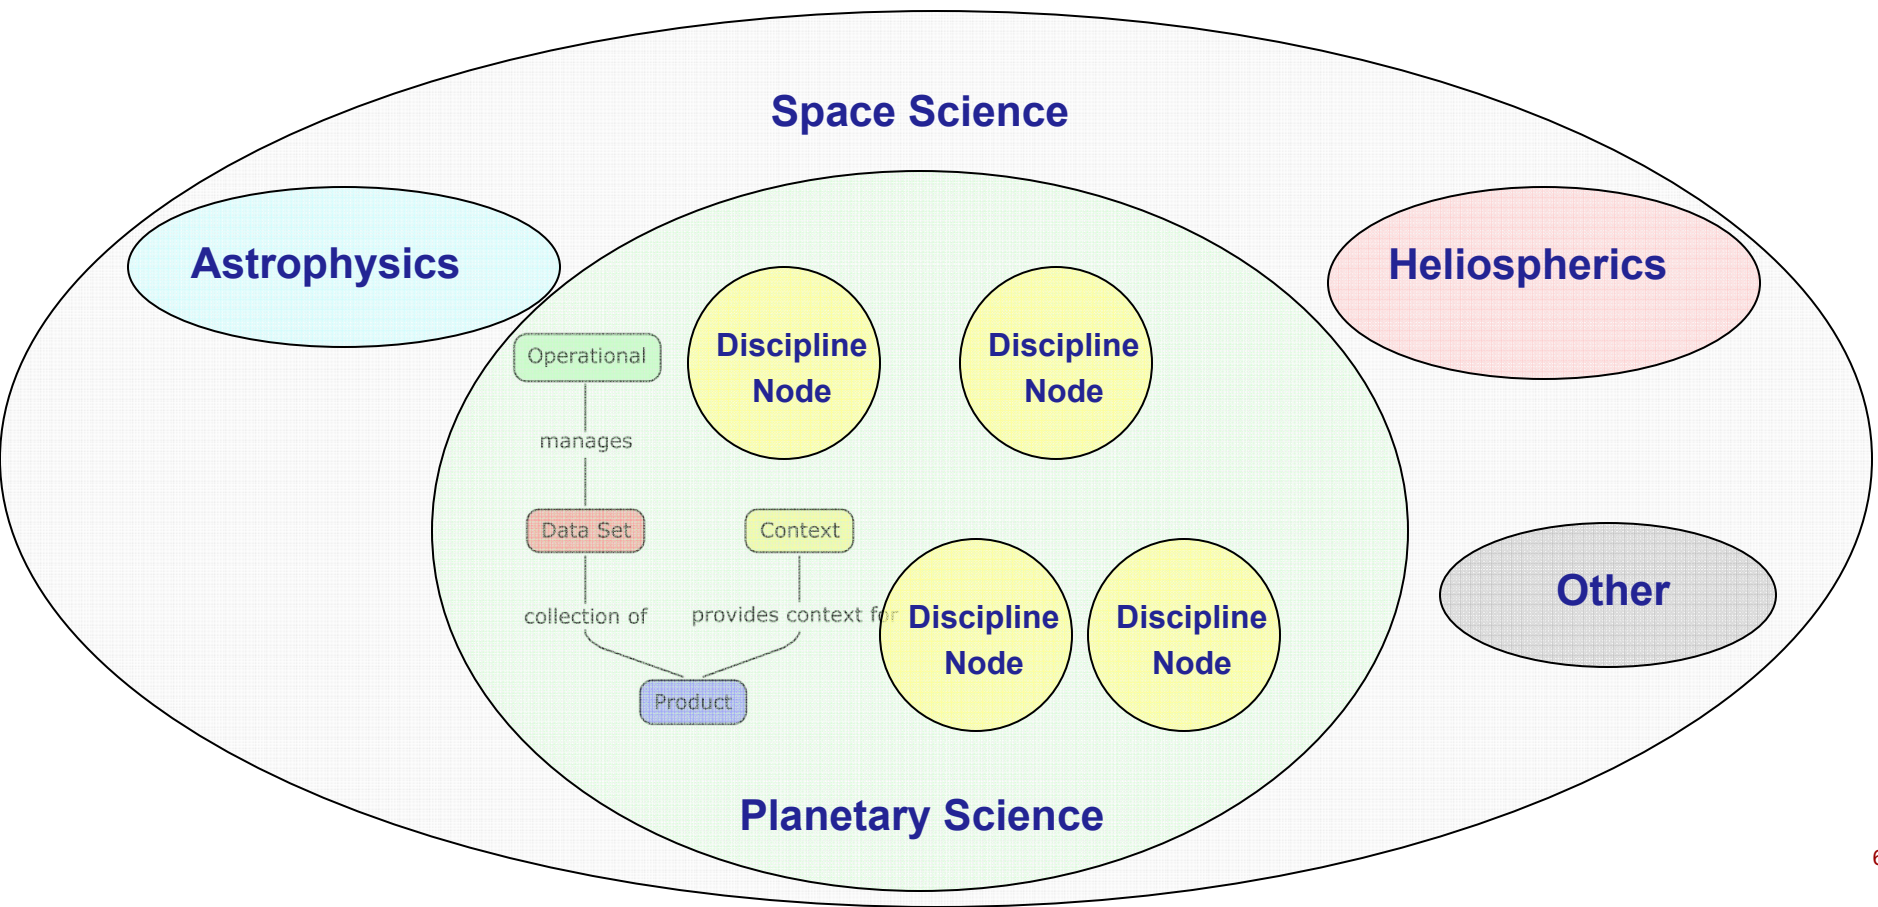 Space Science
Astrophysics
Heliospherics
Operational
Discipline
Node
Discipline
Node
manages
Data Set
Context
Other
collection of
provides context for
Discipline
Node
Discipline
Node
Product
Planetary Science
6